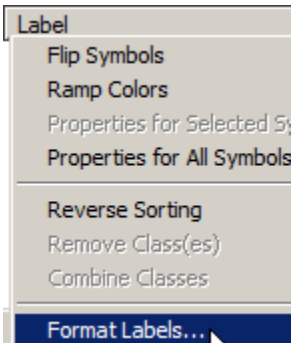 Label
Flip Symbols
Ramp Colors
Properties for Selected
Properties for All Symbols
Reverse Sorting
Remove Class(es)
Combine Classes
Format Labels...